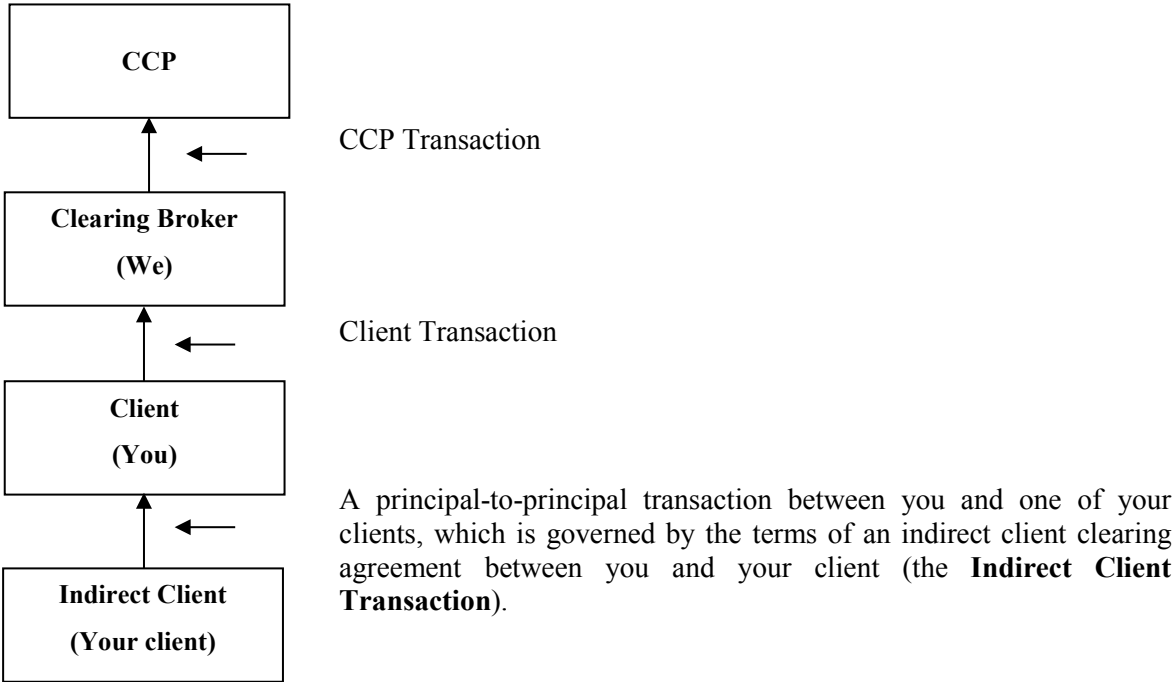 CCP
CCP Transaction
Clearing Broker
(We)
Client Transaction
Client
(You)
A principal-to-principal transaction between you and one of your
clients, which is governed by the terms of an indirect client clearing
agreement between you and your client (the Indirect Client
Transaction).
Indirect Client
(Your client)